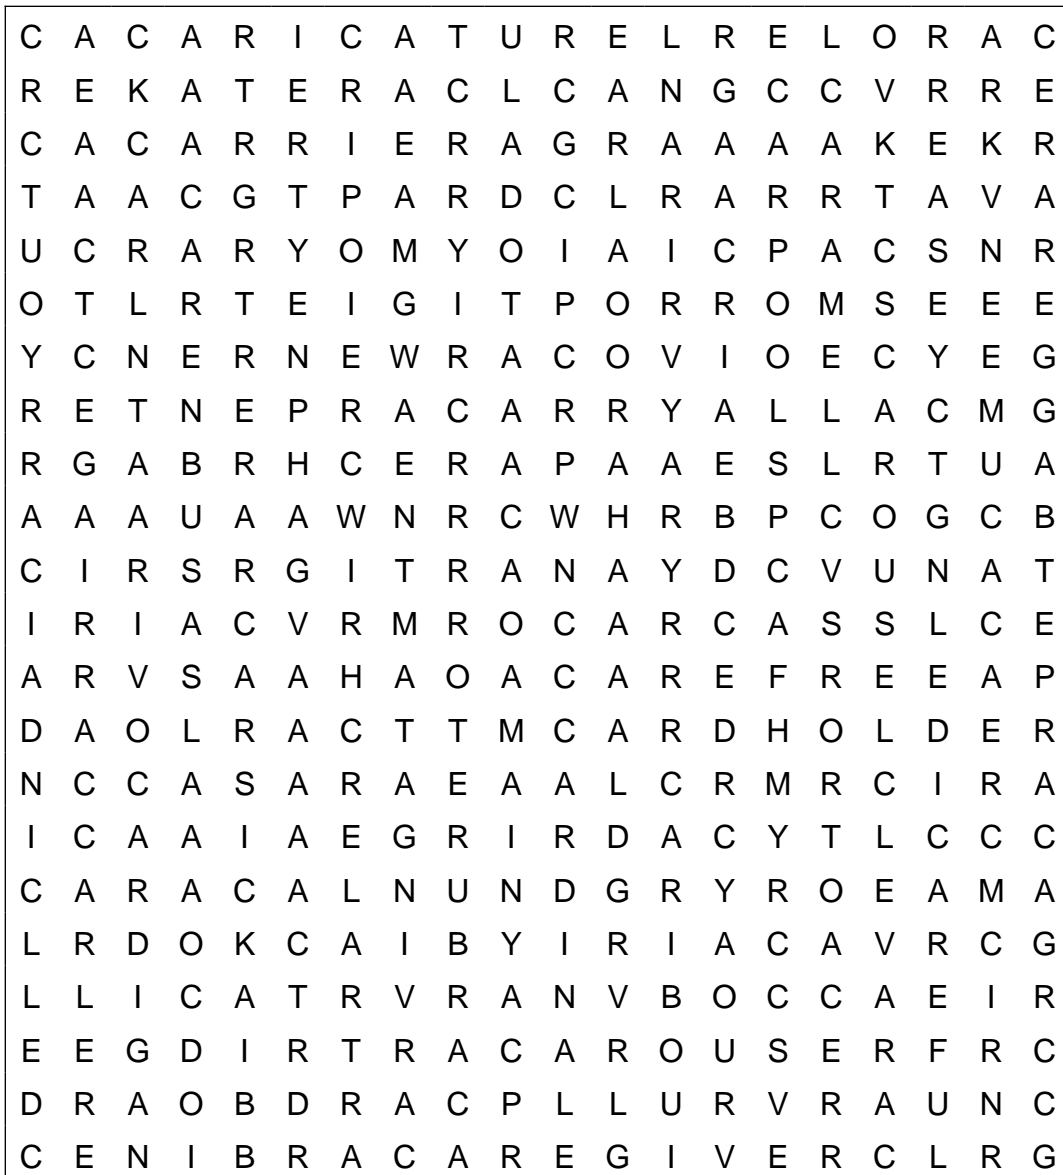 C A C A R I C A T U R E L R E L O R A C
R E K A T E R A C L C A N G C C V R R E
C A C A R R I E R A G R A A A A K E K R
T A A C G T P A R D C L R A R R T A V A
U C R A R Y O M Y O I A I C P A C S N R
O T L R T E I G I T P O R R O M S E E E
Y C N E R N E W R A C O V I O E C Y E G
R E T N E P R A C A R R Y A L L A C M G
R G A B R H C E R A P A A E S L R T U A
A A A U A A W N R C W H R B P C O G C B
C I R S R G I T R A N A Y D C V U N A T
I R I A C V R M R O C A R C A S S L C E
A R V S A A H A O A C A R E F R E E A P
D A O L R A C T T M C A R D H O L D E R
N C C A S A R A E A A L C R M R C I R A
I C A A I A E G R I R D A C Y T L C C C
C A R A C A L N U N D G R Y R O E A M A
L R D O K C A I B Y I R I A C A V R C G
L L I C A T R V R A N V B O C C A E I R
E E G D I R T R A C A R O U S E R F R C
D R A O B D R A C P L L U R V R A U N C
C E N I B R A C A R E G I V E R C L R G